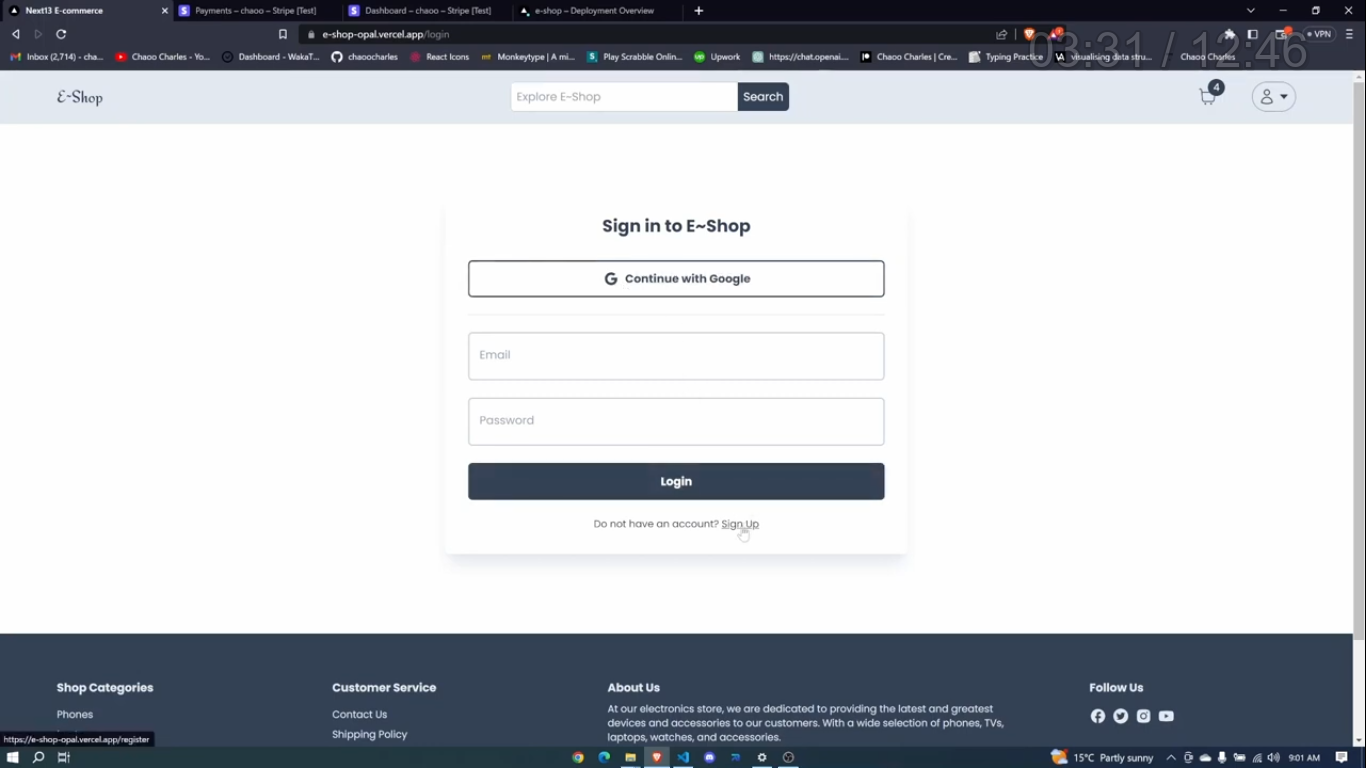 Next13 E-commerce
Payments – chaoo – Stripe [Test]
Dashboard – chaoo – Stripe [Test]
e-shop – Deployment Overview
e-shop-opal.vercel.app/login
03:31 / 12:46
VPN
Inbox (2,714) - cha...
Chaoo Charles - Yo...
Dashboard - WakaT...
chaoocharles
React Icons
Monkeytype | A mi...
Play Scrabble Onlin...
Upwork
https://chat.openai....
Chaoo Charles | Cre...
Typing Practice
visualising data stru...
Chaoo Charles
E~Shop
Explore E~Shop
Search
4
Sign in to E~Shop
Continue with Google
Email
Password
Login
Do not have an account? Sign Up
Shop Categories
Customer Service
About Us
Follow Us
Phones
Contact Us
At our electronics store, we are dedicated to providing the latest and greatest
devices and accessories to our customers. With a wide selection of phones, TVs,
laptops, watches, and accessories.
Shipping Policy
https://e-shop-opal.vercel.app/register
15°C Partly sunny
9:01 AM